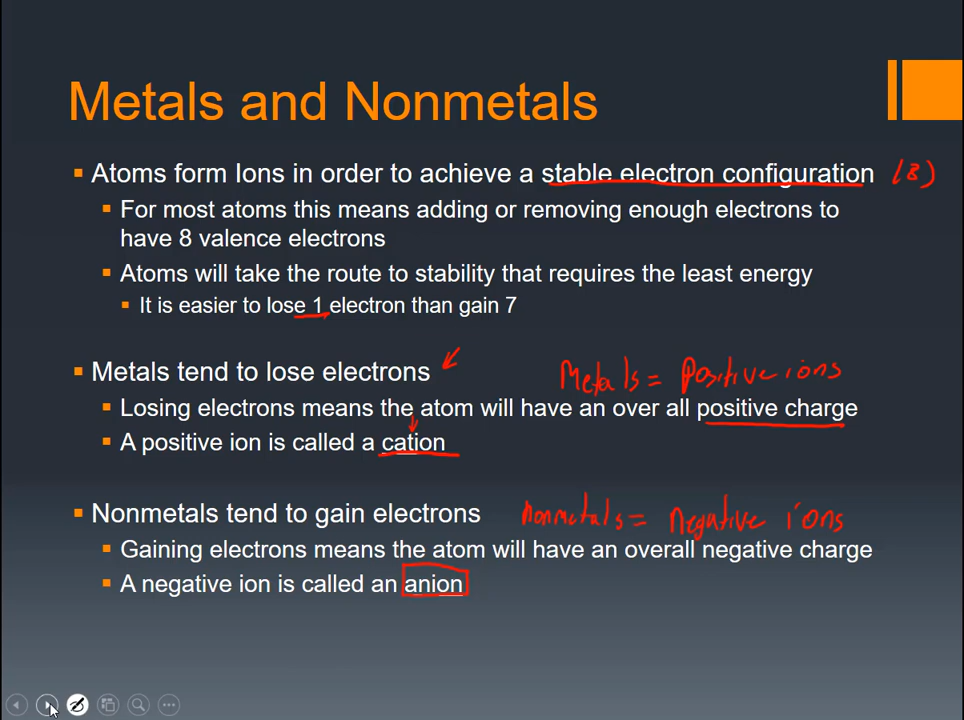 Metals and Nonmetals
Atoms form Ions in order to achieve a stable electron configuration (8)
For most atoms this means adding or removing enough electrons to
have 8 valence electrons
Atoms will take the route to stability that requires the least energy
It is easier to lose 1 electron than gain 7
Metals tend to lose electrons
Metals = Positive ions
Losing electrons means the atom will have an over all positive charge
A positive ion is called a cation
Nonmetals tend to gain electrons
nonmetals = negative ions
Gaining electrons means the atom will have an overall negative charge
A negative ion is called an anion